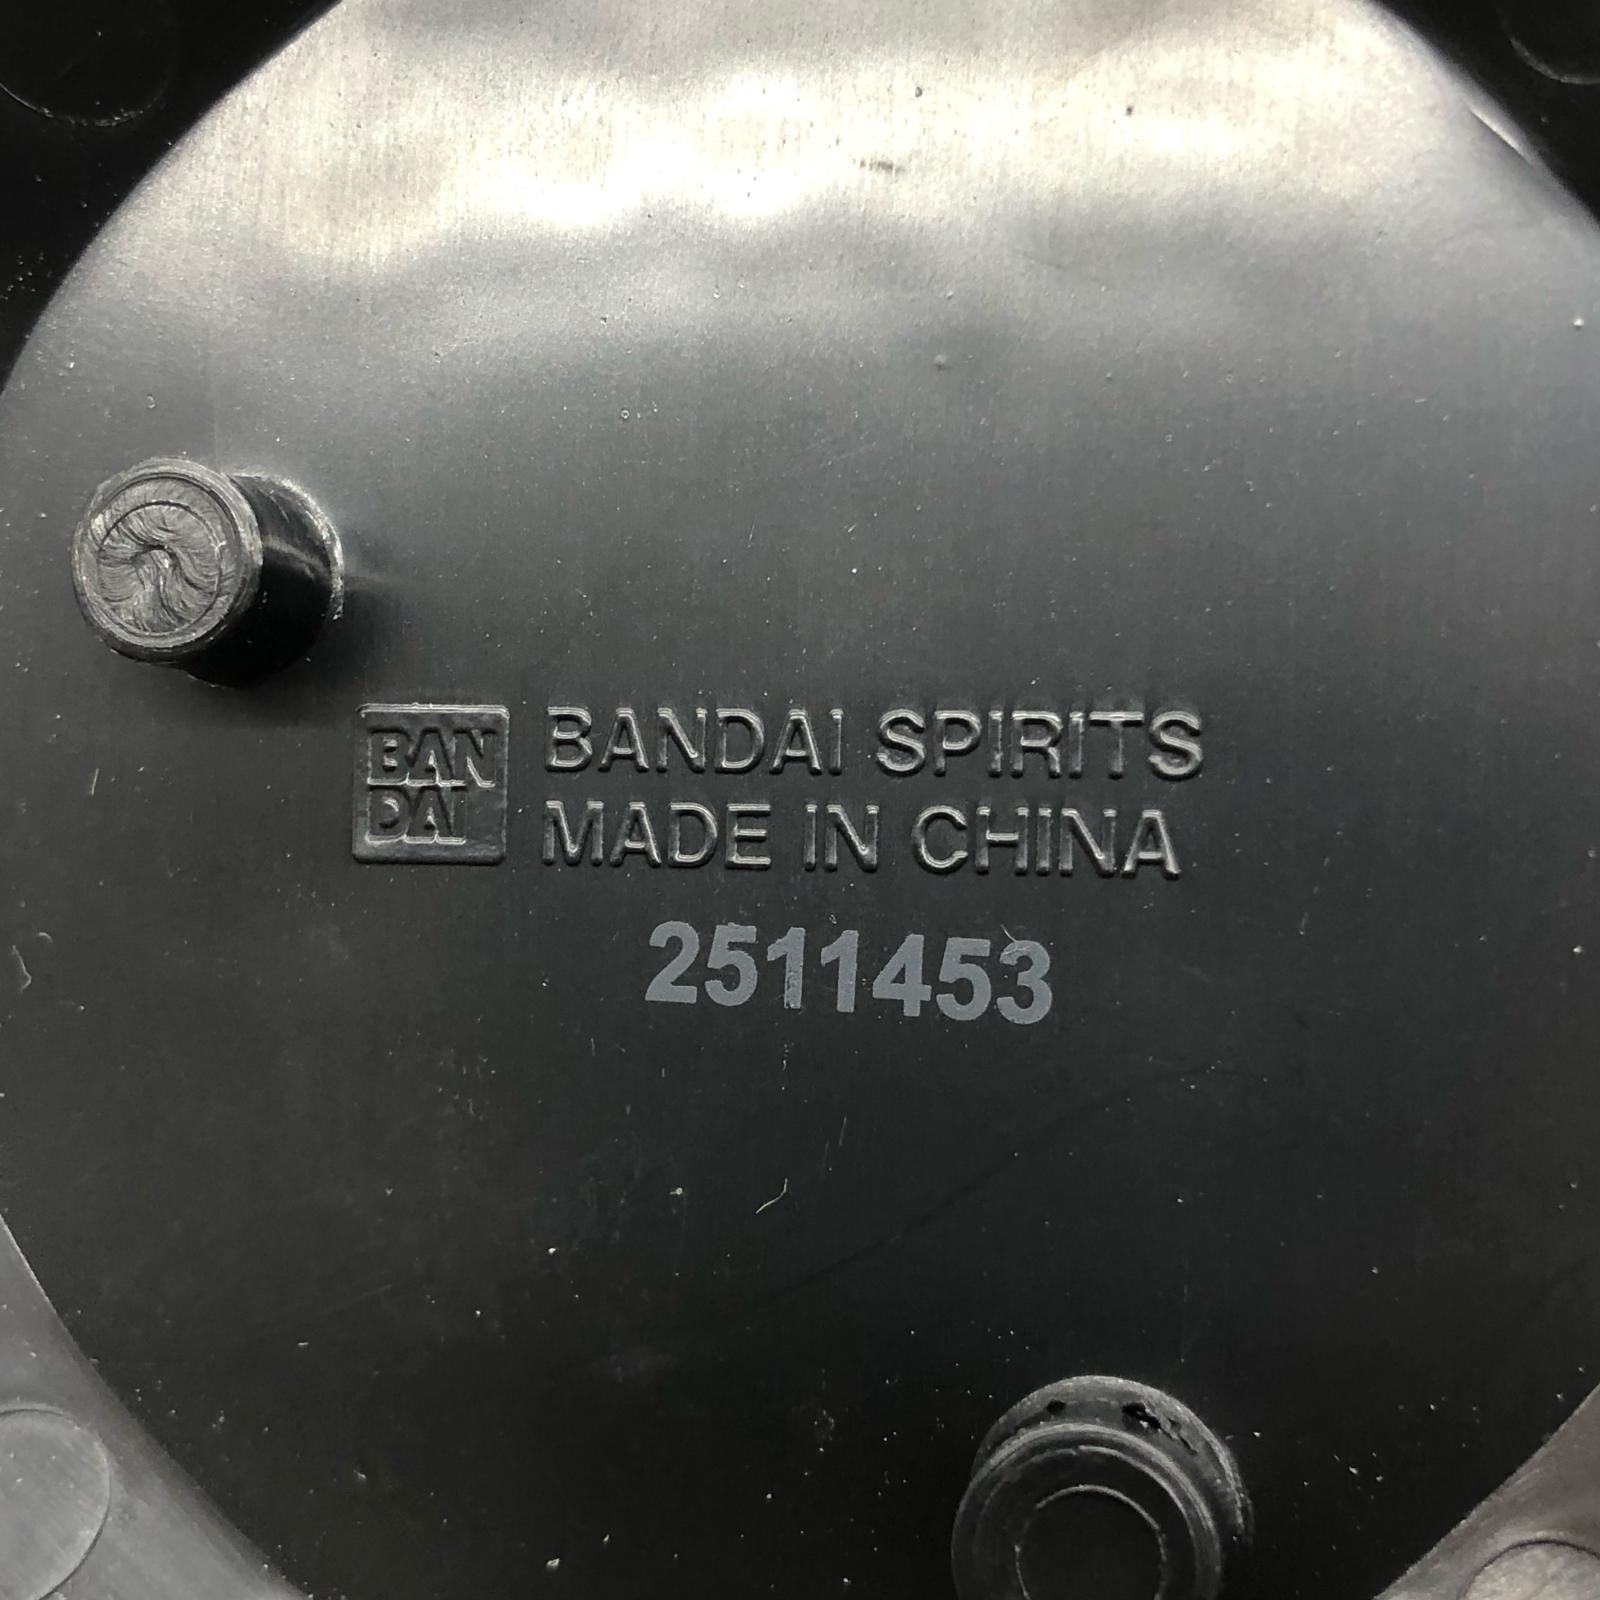 BAN
DAI
BANDAI SPIRITS
MADE IN CHINA
2511453